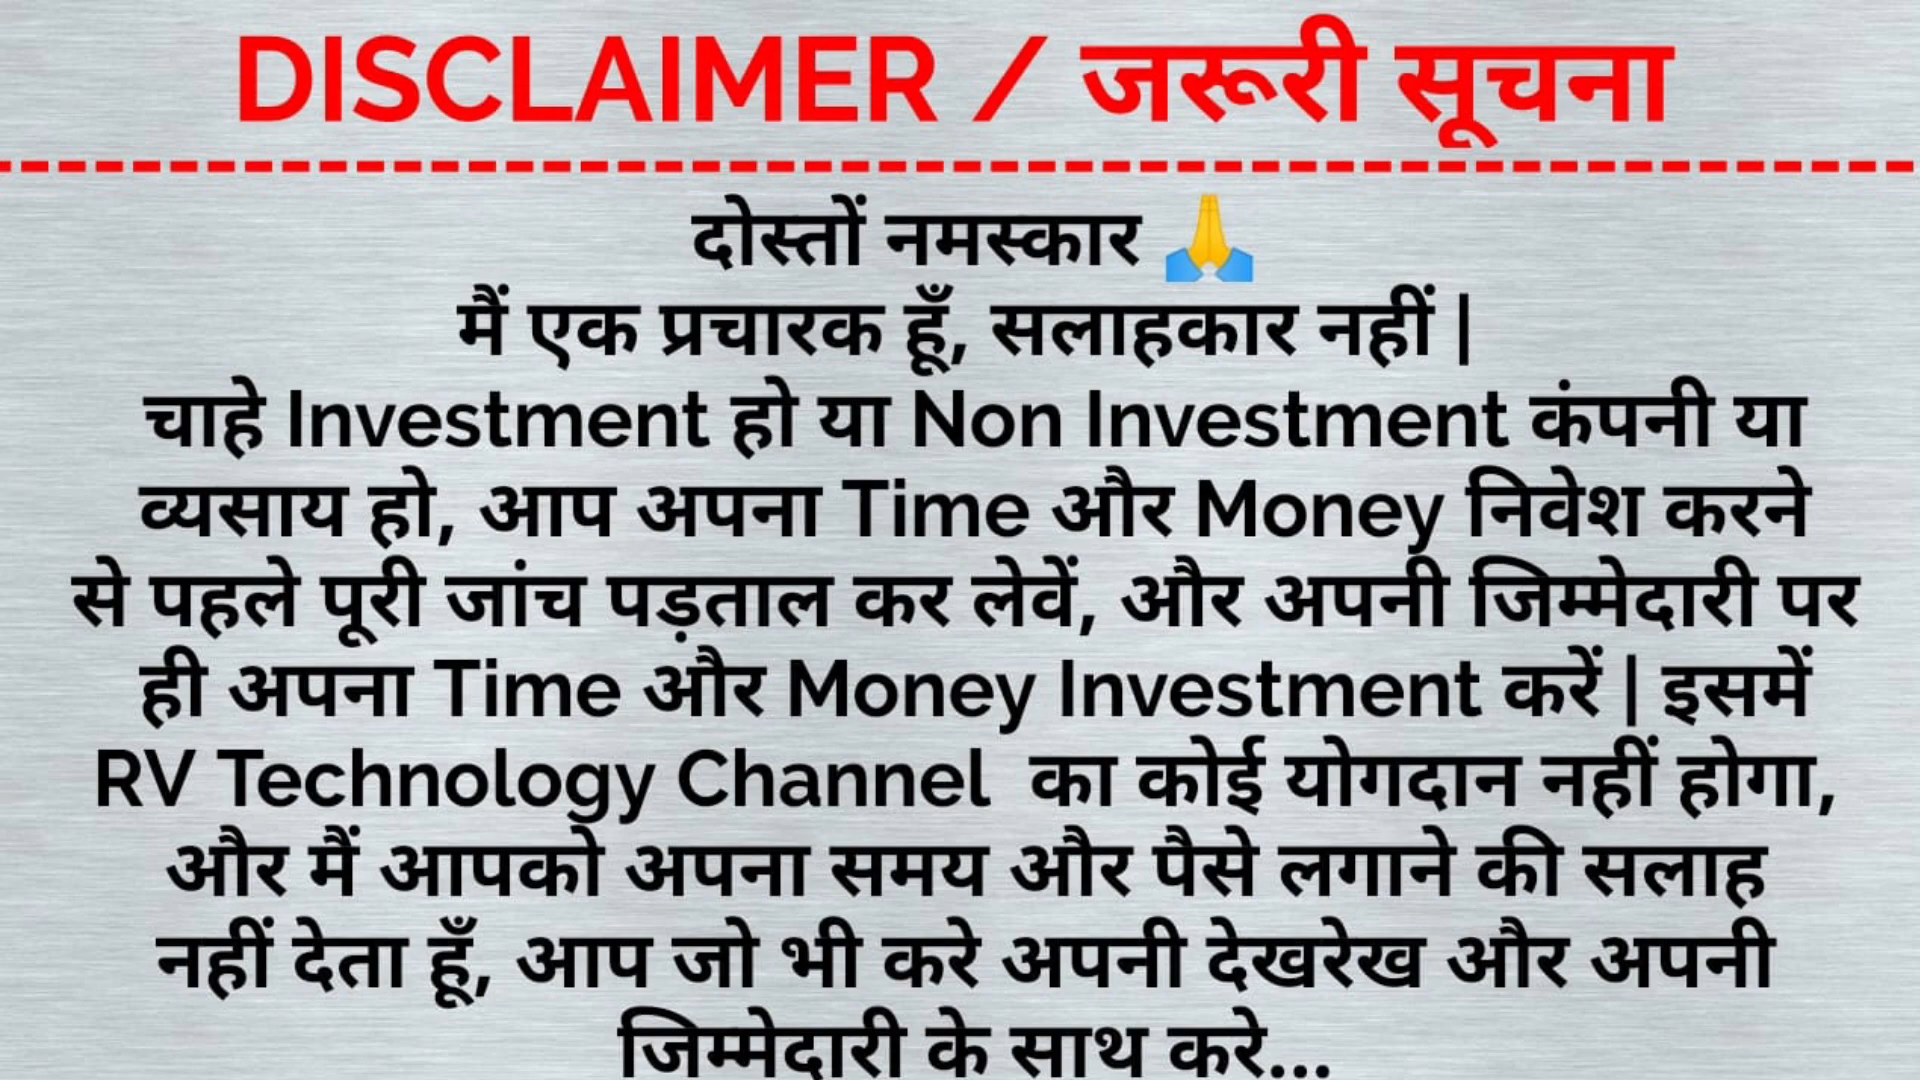 DISCLAIMER / जरूरी सूचना
दोस्तों नमस्कार 🙏
मैं एक प्रचारक हूँ, सलाहकार नहीं |
चाहे Investment हो या Non Investment कंपनी या
व्यसाय हो, आप अपना Time और Money निवेश करने
से पहले पूरी जांच पड़ताल कर लेवें, और अपनी जिम्मेदारी पर
ही अपना Time और Money Investment करें | इसमें
RV Technology Channel का कोई योगदान नहीं होगा,
और मैं आपको अपना समय और पैसे लगाने की सलाह
नहीं देता हूँ, आप जो भी करे अपनी देखरेख और अपनी
जिम्मेदारी के साथ करे...